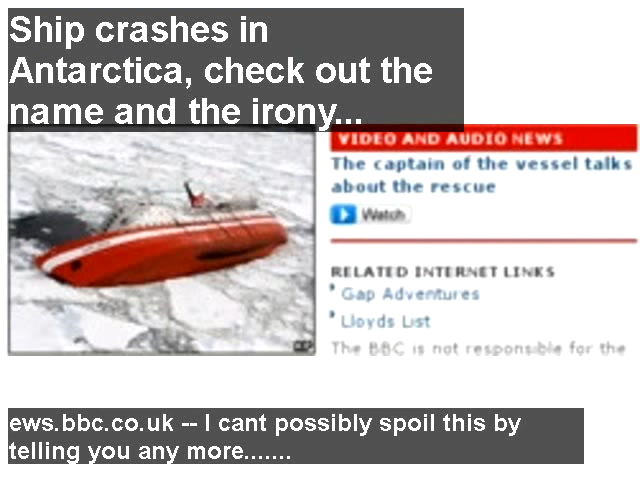 Ship crashes in
Antarctica, check out the
name and the irony...
VIDEO AND AUDIO NEWS
The captain of the vessel talks
about the rescue
Watch
RELATED INTERNET LINKS
Gap Adventures
Lloyds List
The BBC is not responsible for the
ews.bbc.co.uk -- I cant possibly spoil this by
telling you any more.......